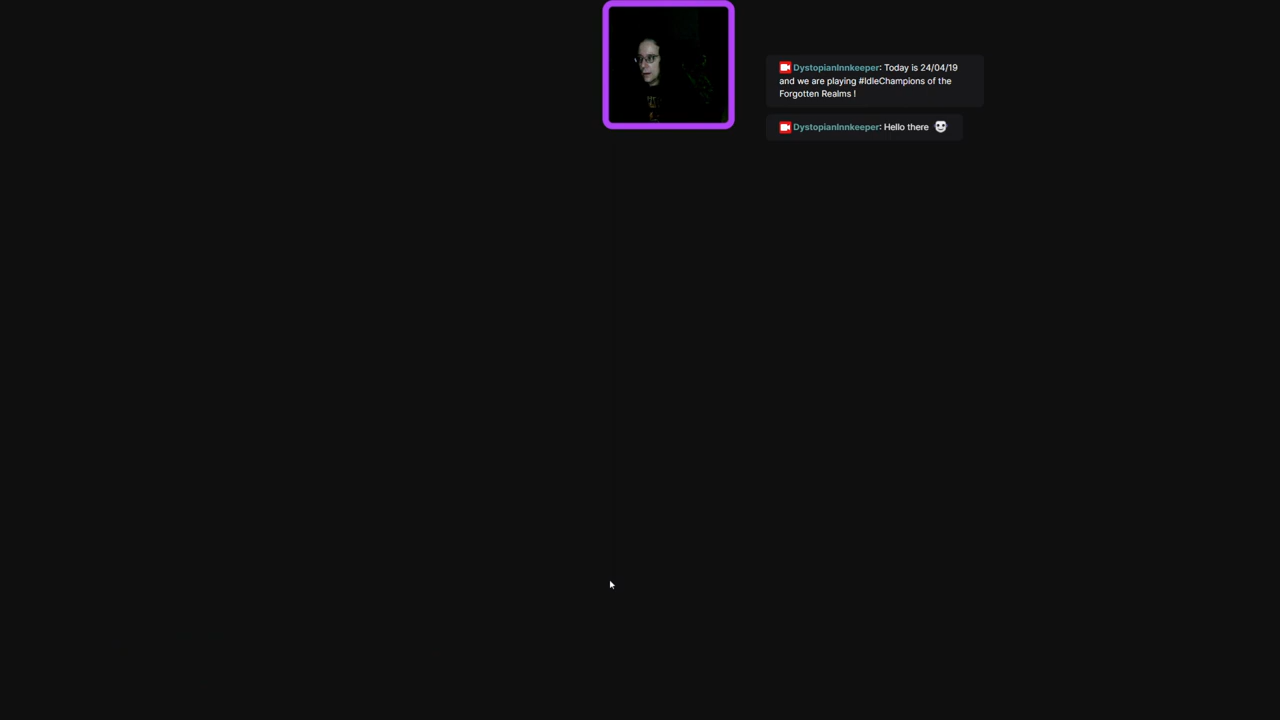 DystopianInnkeeper: Today is 24/04/19
and we are playing #IdleChampions of the
Forgotten Realms !
DystopianInnkeeper: Hello there